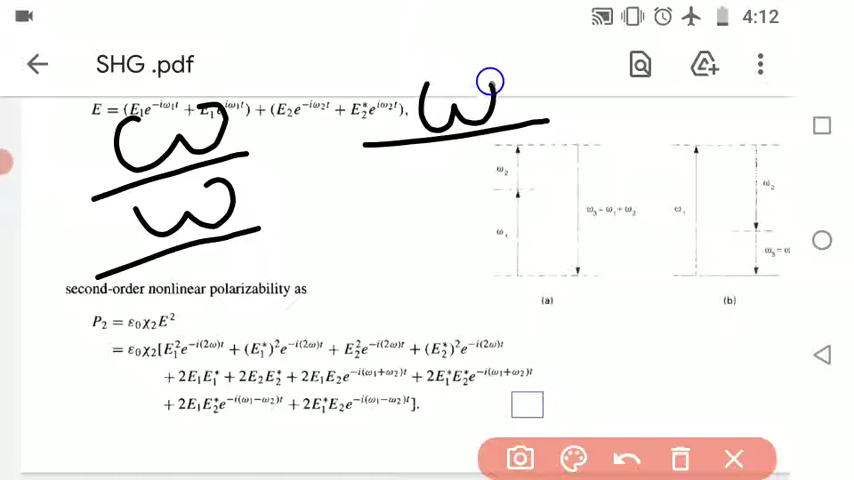 4:12
SHG .pdf
E = (E₁e^{-iω₁t} + E₁ e^{iω₁t}) + (E₂e^{-iω₂t} + E₂*e^{iω₂t}),
ω
ω
ω
ω₂
ω₁
ω₃ = ω₁ + ω₂
ω₁
ω₂
ω₃ = ω
(a)
(b)
second-order nonlinear polarizability as
P₂ = ε₀χ₂E²
= ε₀χ₂[E₁²e^{-i(2ω)t} + (E₁*)²e^{-i(2ω)t} + E₂²e^{-i(2ω)t} + (E₂*)²e^{-i(2ω)t}
+ 2E₁E₁* + 2E₂E₂* + 2E₁E₂e^{-i(ω₁+ω₂)t} + 2E₁*E₂*e^{-i(ω₁+ω₂)t}
+ 2E₁E₂*e^{-i(ω₁-ω₂)t} + 2E₁*E₂e^{-i(ω₁-ω₂)t}].